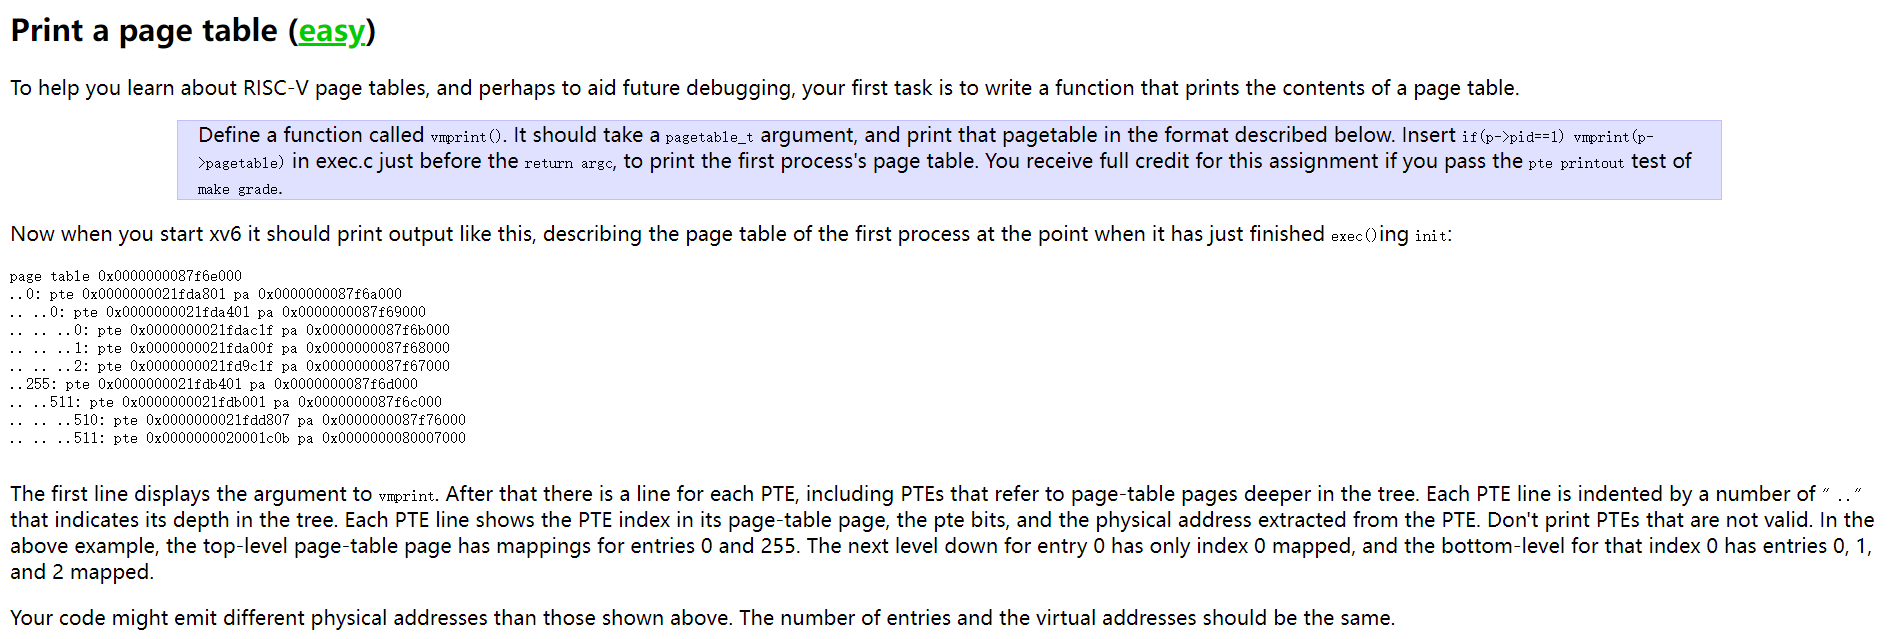 Print a page table (easy)
To help you learn about RISC-V page tables, and perhaps to aid future debugging, your first task is to write a function that prints the contents of a page table.
Define a function called vmprint(). It should take a pagetable_t argument, and print that pagetable in the format described below. Insert if(p->pid==1) vmprint(p-
>pagetable) in exec.c just before the return argc, to print the first process's page table. You receive full credit for this assignment if you pass the pte printout test of
make grade.
Now when you start xv6 it should print output like this, describing the page table of the first process at the point when it has just finished exec()ing init:
page table 0x0000000087f6e000
..0: pte 0x0000000021fda801 pa 0x0000000087f6a000
.. ..0: pte 0x0000000021fda401 pa 0x0000000087f69000
.. .. ..0: pte 0x0000000021fdac1f pa 0x0000000087f6b000
.. .. ..1: pte 0x0000000021fda00f pa 0x0000000087f68000
.. .. ..2: pte 0x0000000021fd9c1f pa 0x0000000087f67000
..255: pte 0x0000000021fdb401 pa 0x0000000087f6d000
.. ..511: pte 0x0000000021fdb001 pa 0x0000000087f6c000
.. .. ..510: pte 0x0000000021fdd807 pa 0x0000000087f76000
.. .. ..511: pte 0x0000000020001c0b pa 0x0000000080007000
The first line displays the argument to vmprint. After that there is a line for each PTE, including PTEs that refer to page-table pages deeper in the tree. Each PTE line is indented by a number of " .."
that indicates its depth in the tree. Each PTE line shows the PTE index in its page-table page, the pte bits, and the physical address extracted from the PTE. Don't print PTEs that are not valid. In the
above example, the top-level page-table page has mappings for entries 0 and 255. The next level down for entry 0 has only index 0 mapped, and the bottom-level for that index 0 has entries 0, 1,
and 2 mapped.
Your code might emit different physical addresses than those shown above. The number of entries and the virtual addresses should be the same.